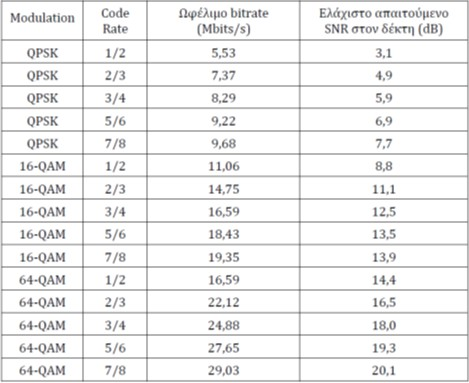 Modulation Code Rate Ωφέλιμο bitrate (Mbits/s) Ελάχιστο απαιτούμενο SNR στον δέκτη (dB)
QPSK 1/2 5,53 3,1
QPSK 2/3 7,37 4,9
QPSK 3/4 8,29 5,9
QPSK 5/6 9,22 6,9
QPSK 7/8 9,68 7,7
16-QAM 1/2 11,06 8,8
16-QAM 2/3 14,75 11,1
16-QAM 3/4 16,59 12,5
16-QAM 5/6 18,43 13,5
16-QAM 7/8 19,35 13,9
64-QAM 1/2 16,59 14,4
64-QAM 2/3 22,12 16,5
64-QAM 3/4 24,88 18,0
64-QAM 5/6 27,65 19,3
64-QAM 7/8 29,03 20,1